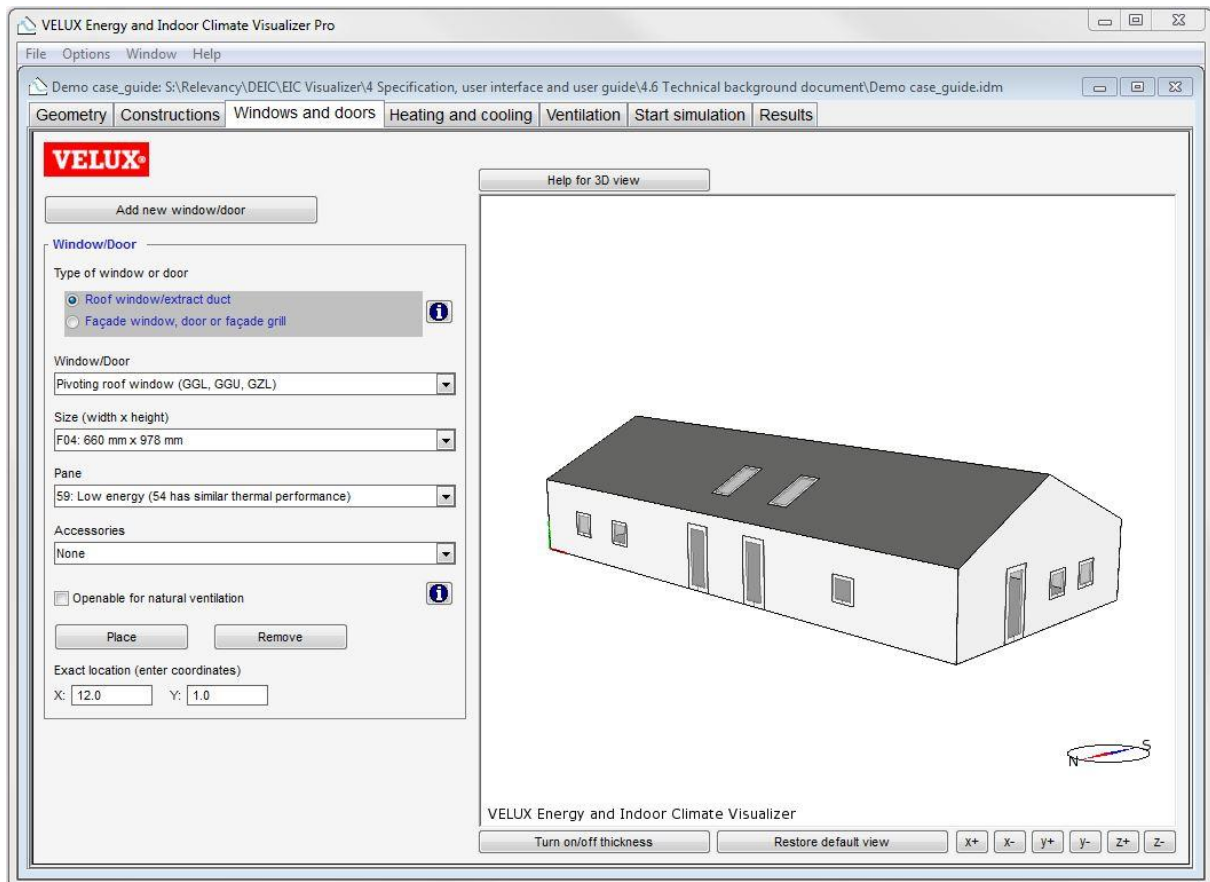 VELUX Energy and Indoor Climate Visualizer Pro
File Options Window Help
Demo case_guide: S:\Relevancy\DEIC\EIC Visualizer\4 Specification, user interface and user guide\4.6 Technical background document\Demo case_guide.idm
Geometry Constructions Windows and doors Heating and cooling Ventilation Start simulation Results
VELUX®
Help for 3D view
Add new window/door
Window/Door
Type of window or door
Roof window/extract duct
Façade window, door or façade grill
Window/Door
Pivoting roof window (GGL, GGU, GZL)
Size (width x height)
F04: 660 mm x 978 mm
Pane
59: Low energy (54 has similar thermal performance)
Accessories
None
Openable for natural ventilation
Place Remove
Exact location (enter coordinates)
X: 12.0 Y: 1.0
N S
VELUX Energy and Indoor Climate Visualizer
Turn on/off thickness Restore default view x+ x- y+ y- z+ z-